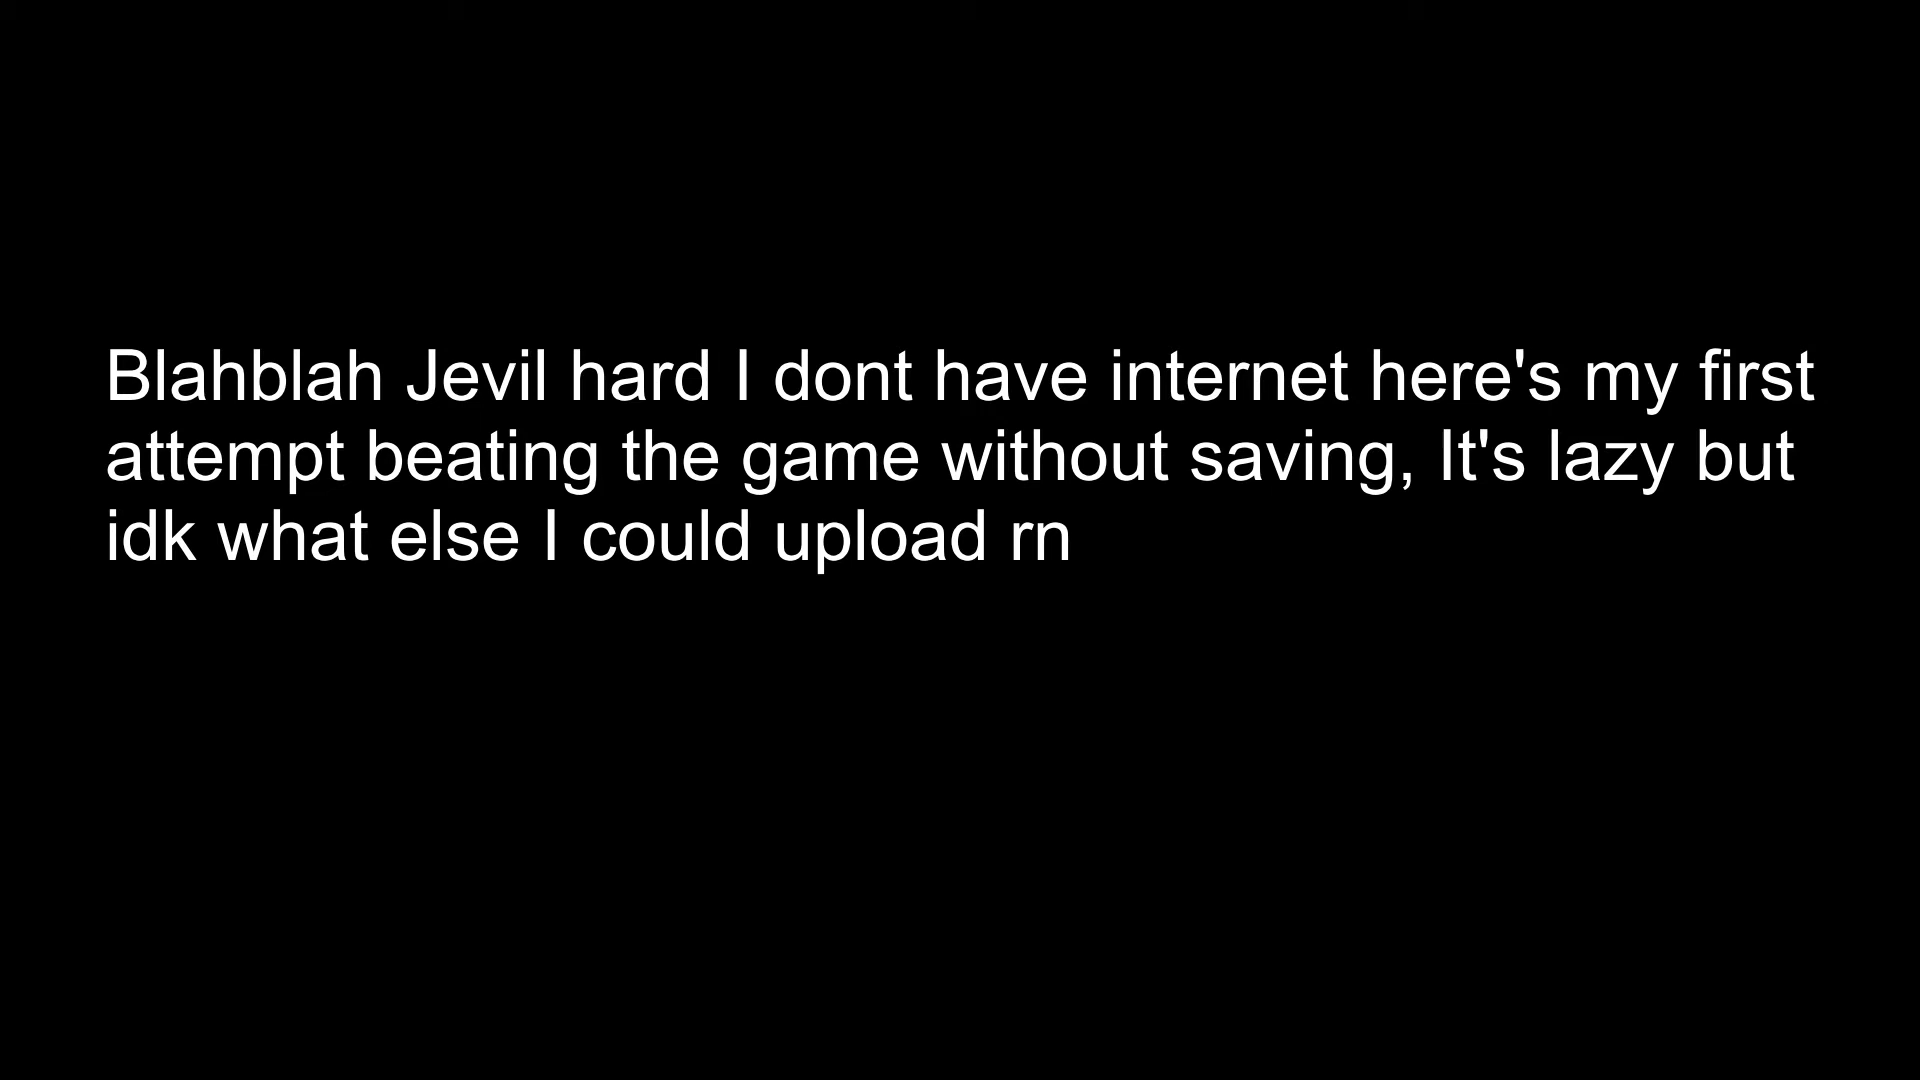 Blahblah Jevil hard I dont have internet here's my first
attempt beating the game without saving, It's lazy but
idk what else I could upload rn